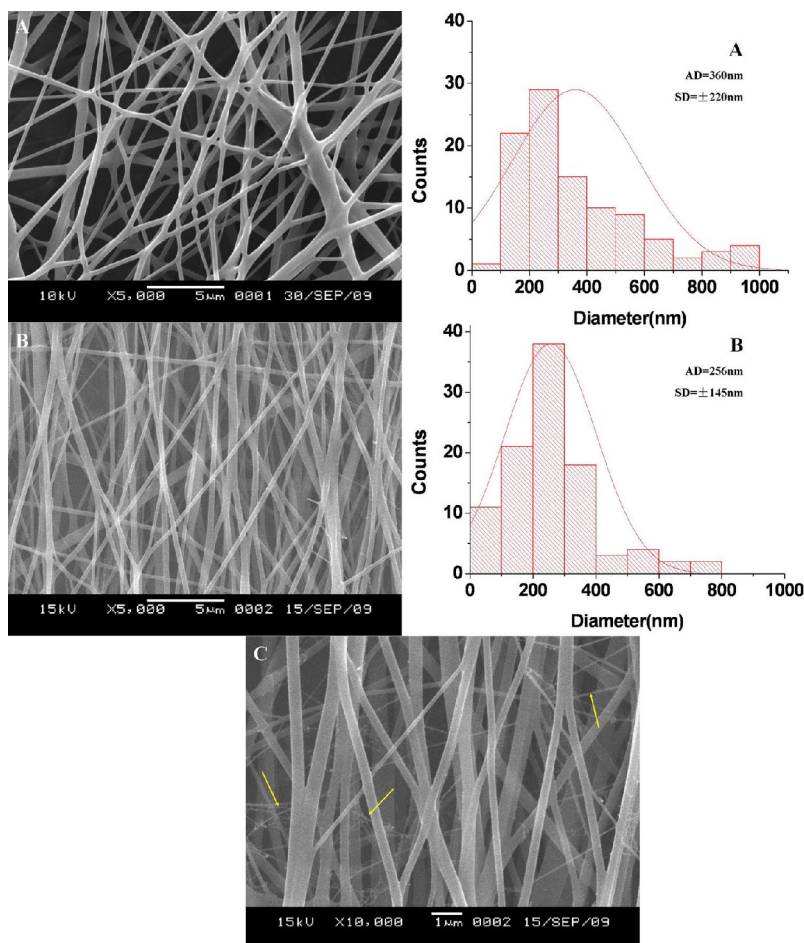 A
10kV X5,000 5μm 0001 30/SEP/09
40
30
20
10
0
Counts
0 200 400 600 800 1000
Diameter(nm)
A
AD=360nm
SD=±220nm
B
15kV X5,000 5μm 0002 15/SEP/09
40
30
20
10
0
Counts
0 200 400 600 800 1000
Diameter(nm)
B
AD=256nm
SD=±145nm
C
15kV X10,000 1μm 0002 15/SEP/09